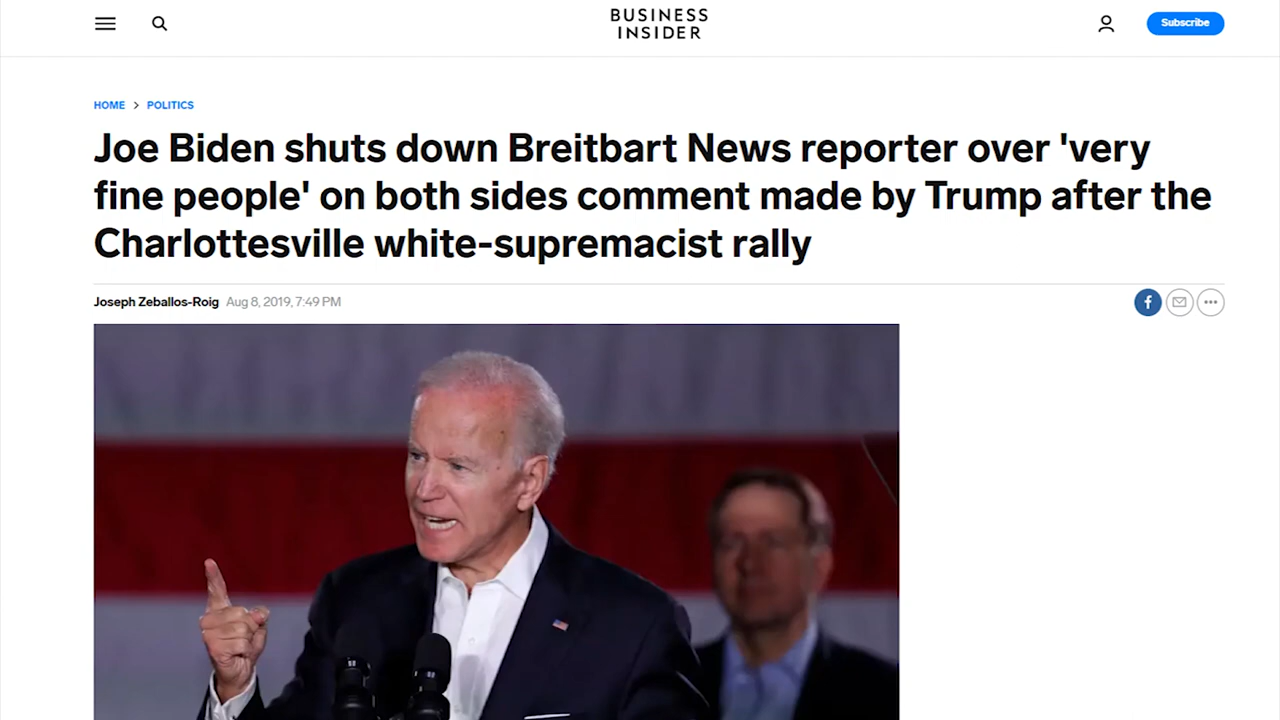 BUSINESS
INSIDER
Subscribe
HOME > POLITICS
Joe Biden shuts down Breitbart News reporter over 'very
fine people' on both sides comment made by Trump after the
Charlottesville white-supremacist rally
Joseph Zeballos-Roig Aug 8, 2019, 7:49 PM